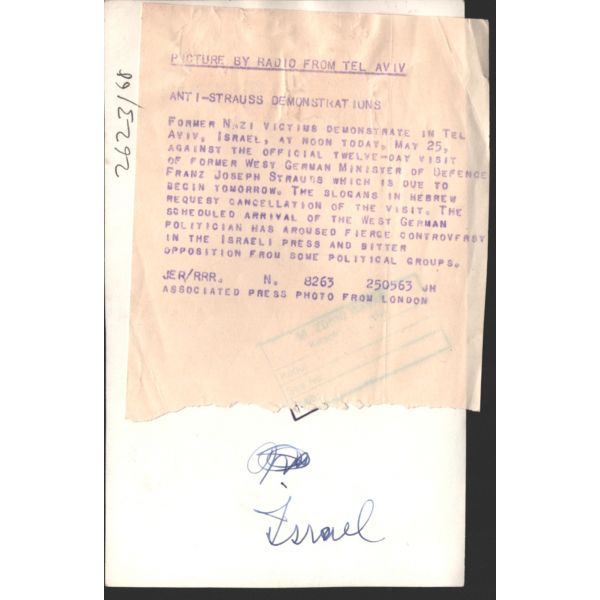 2623/68
PICTURE BY RADIO FROM TEL AVIV
ANTI-STRAUSS DEMONSTRATIONS
FORMER NAZI VICTIMS DEMONSTRATE IN TEL
AVIV, ISRAEL, AT NOON TODAY, MAY 25,
AGAINST THE OFFICIAL TWELVE-DAY VISIT
OF FORMER WEST GERMAN MINISTER OF DEFENCE
FRANZ JOSEPH STRAUSS WHICH IS DUE TO
BEGIN TOMORROW. THE SLOGANS IN HEBREW
REQUEST CANCELLATION OF THE VISIT. THE
SCHEDULED ARRIVAL OF THE WEST GERMAN
POLITICIAN HAS AROUSED FIERCE CONTROVERSY
IN THE ISRAELI PRESS AND BITTER
OPPOSITION FROM SOME POLITICAL GROUPS.
JER/RRR. N. 8263 250563 JH
ASSOCIATED PRESS PHOTO FROM LONDON
Israel